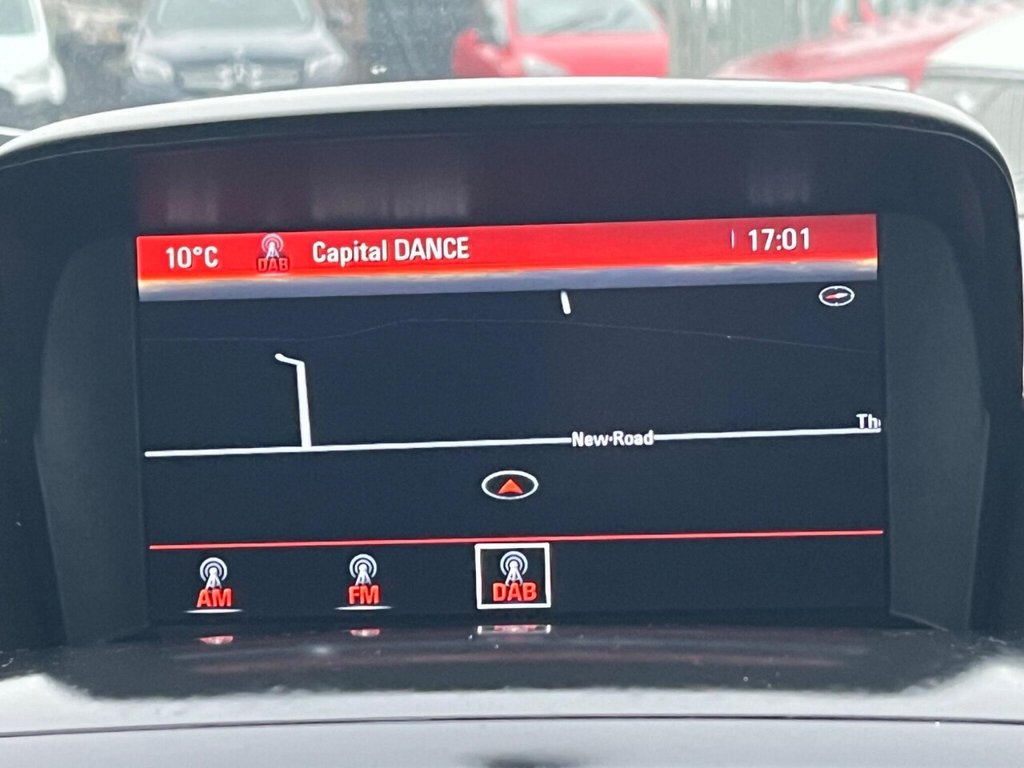 10°C DAB Capital DANCE 17:01
New Road
AM FM DAB